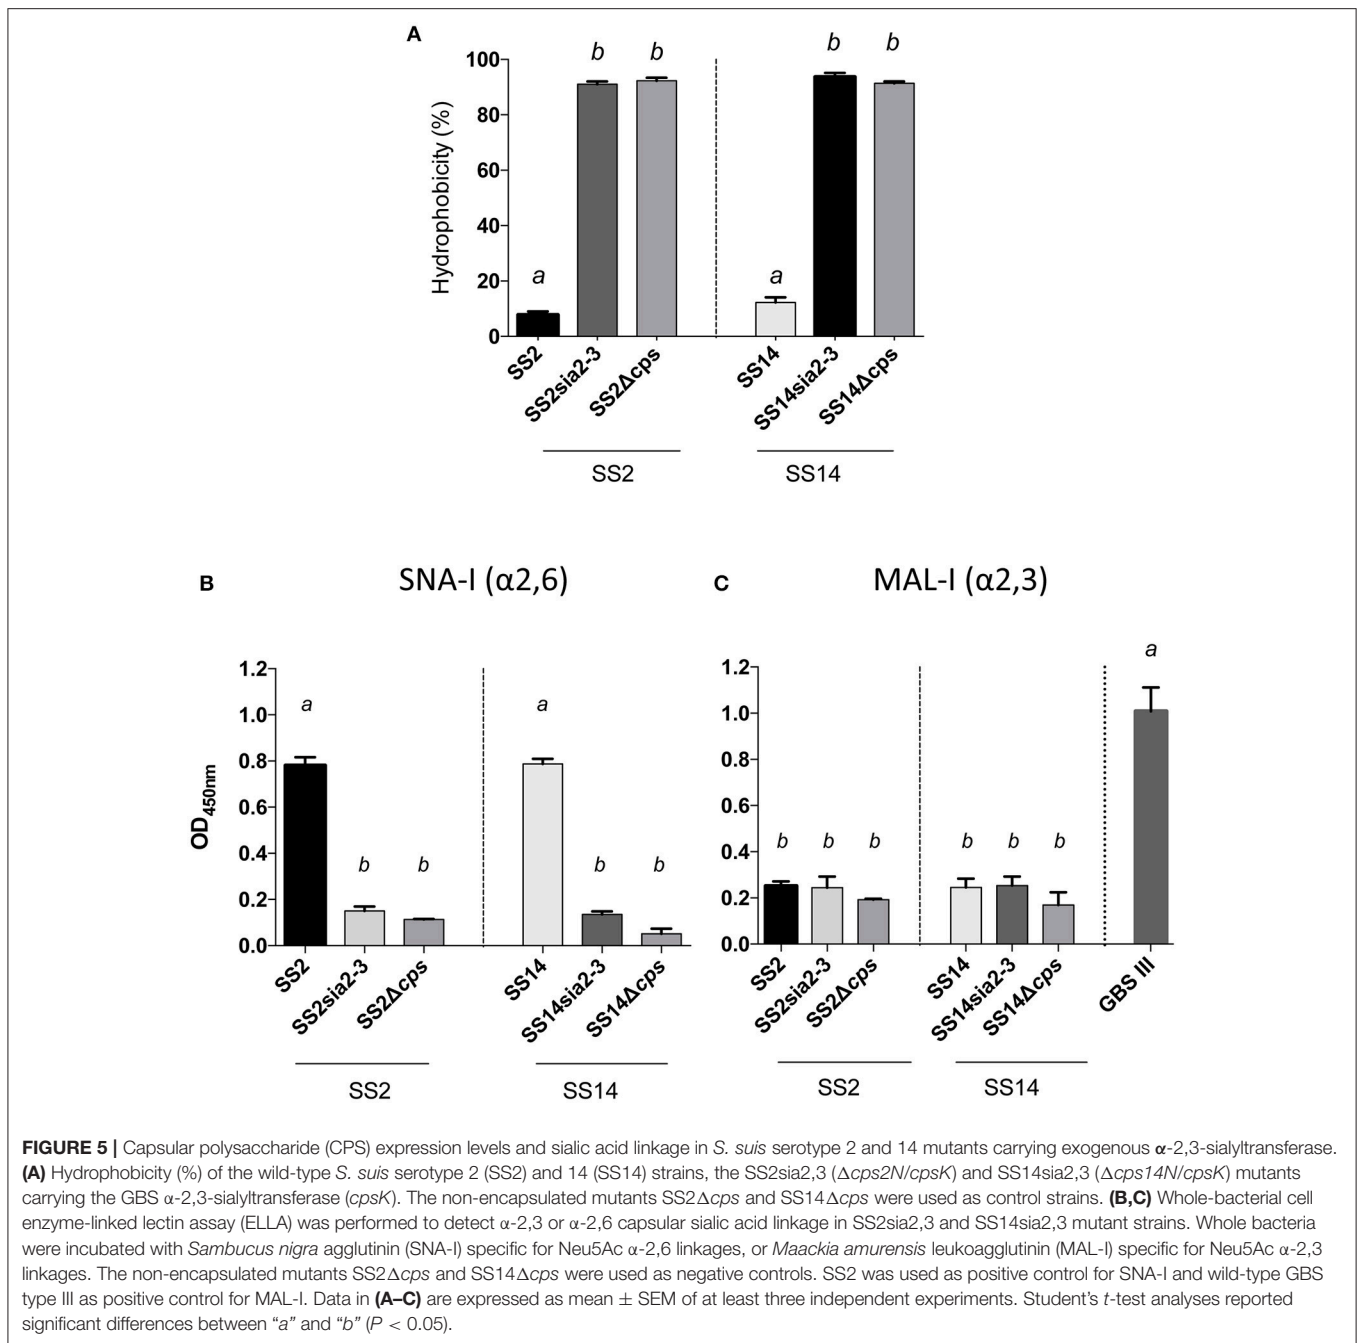 A
b b b b
100
80
60
40
20
0
Hydrophobicity (%)
a a
SS2 SS2sia2-3 SS2Δcps SS14 SS14sia2-3 SS14Δcps
SS2 SS14
B SNA-I (α2,6)
1.2
1.0
0.8
0.6
0.4
0.2
0.0
OD450nm
a a
b b b b
SS2 SS2sia2-3 SS2Δcps SS14 SS14sia2-3 SS14Δcps
SS2 SS14
C MAL-I (α2,3)
a
1.2
1.0
0.8
0.6
0.4
0.2
0.0
b b b b b b
SS2 SS2sia2-3 SS2Δcps SS14 SS14sia2-3 SS14Δcps GBS III
SS2 SS14
FIGURE 5 | Capsular polysaccharide (CPS) expression levels and sialic acid linkage in S. suis serotype 2 and 14 mutants carrying exogenous α-2,3-sialyltransferase.
(A) Hydrophobicity (%) of the wild-type S. suis serotype 2 (SS2) and 14 (SS14) strains, the SS2sia2,3 (Δcps2N/cpsK) and SS14sia2,3 (Δcps14N/cpsK) mutants
carrying the GBS α-2,3-sialyltransferase (cpsK). The non-encapsulated mutants SS2Δcps and SS14Δcps were used as control strains. (B,C) Whole-bacterial cell
enzyme-linked lectin assay (ELLA) was performed to detect α-2,3 or α-2,6 capsular sialic acid linkage in SS2sia2,3 and SS14sia2,3 mutant strains. Whole bacteria
were incubated with Sambucus nigra agglutinin (SNA-I) specific for Neu5Ac α-2,6 linkages, or Maackia amurensis leukoagglutinin (MAL-I) specific for Neu5Ac α-2,3
linkages. The non-encapsulated mutants SS2Δcps and SS14Δcps were used as negative controls. SS2 was used as positive control for SNA-I and wild-type GBS
type III as positive control for MAL-I. Data in (A–C) are expressed as mean ± SEM of at least three independent experiments. Student's t-test analyses reported
significant differences between "a" and "b" (P < 0.05).